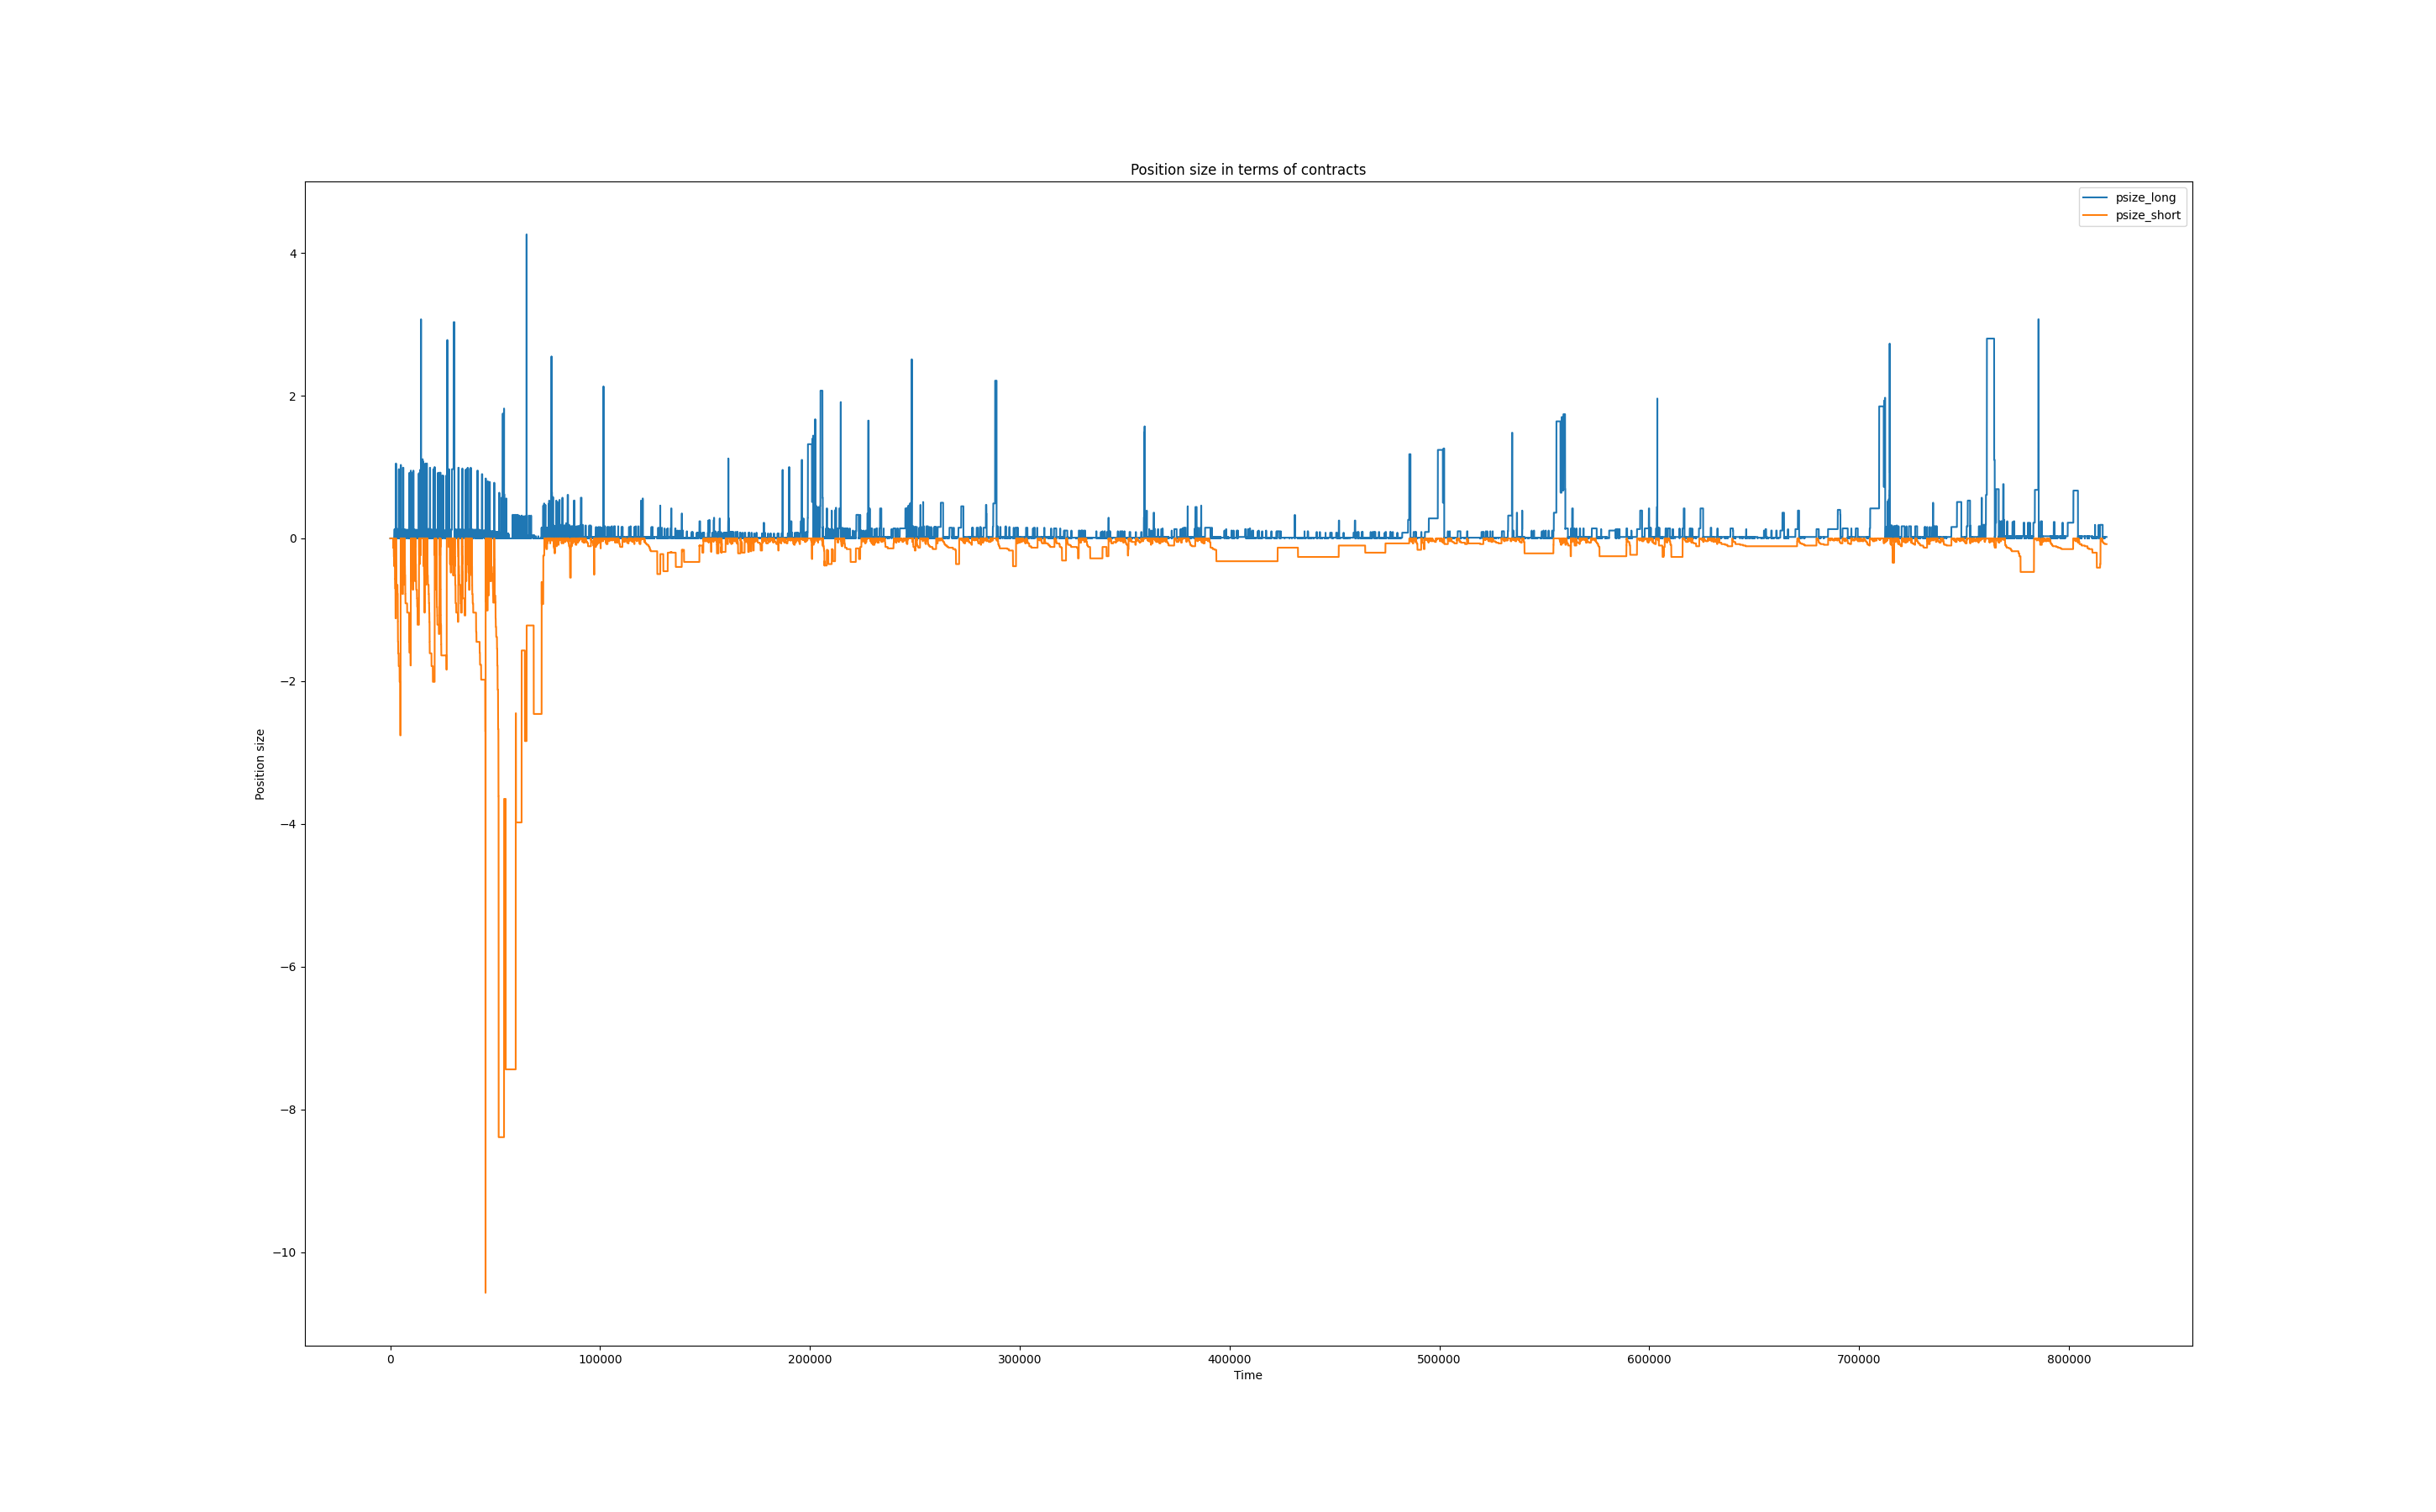 Position size in terms of contracts
psize_long
psize_short
4
2
0
−2
−4
−6
−8
−10
Position size
0 100000 200000 300000 400000 500000 600000 700000 800000
Time